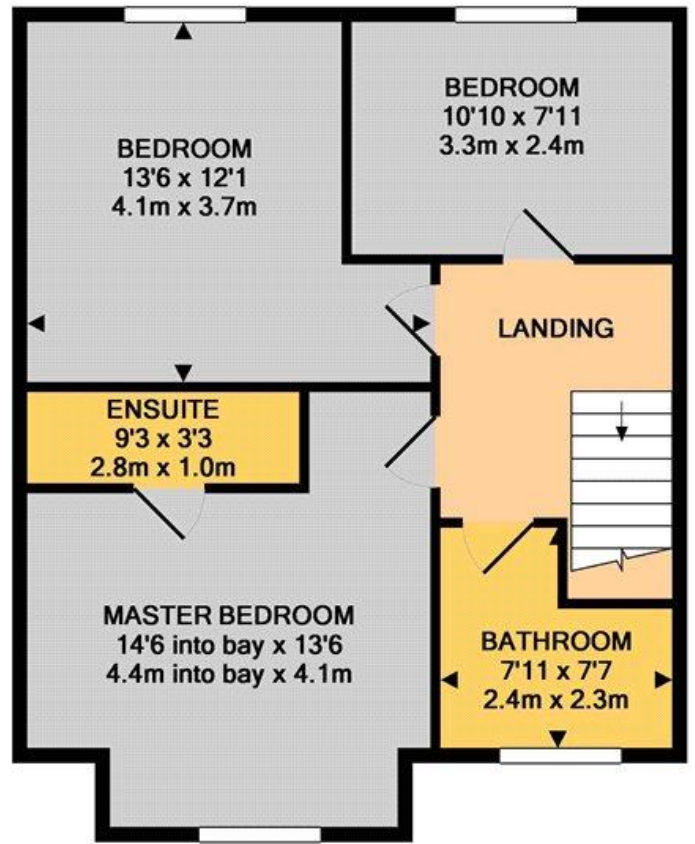 BEDROOM
13'6 x 12'1
4.1m x 3.7m
BEDROOM
10'10 x 7'11
3.3m x 2.4m
LANDING
ENSUITE
9'3 x 3'3
2.8m x 1.0m
MASTER BEDROOM
14'6 into bay x 13'6
4.4m into bay x 4.1m
BATHROOM
7'11 x 7'7
2.4m x 2.3m